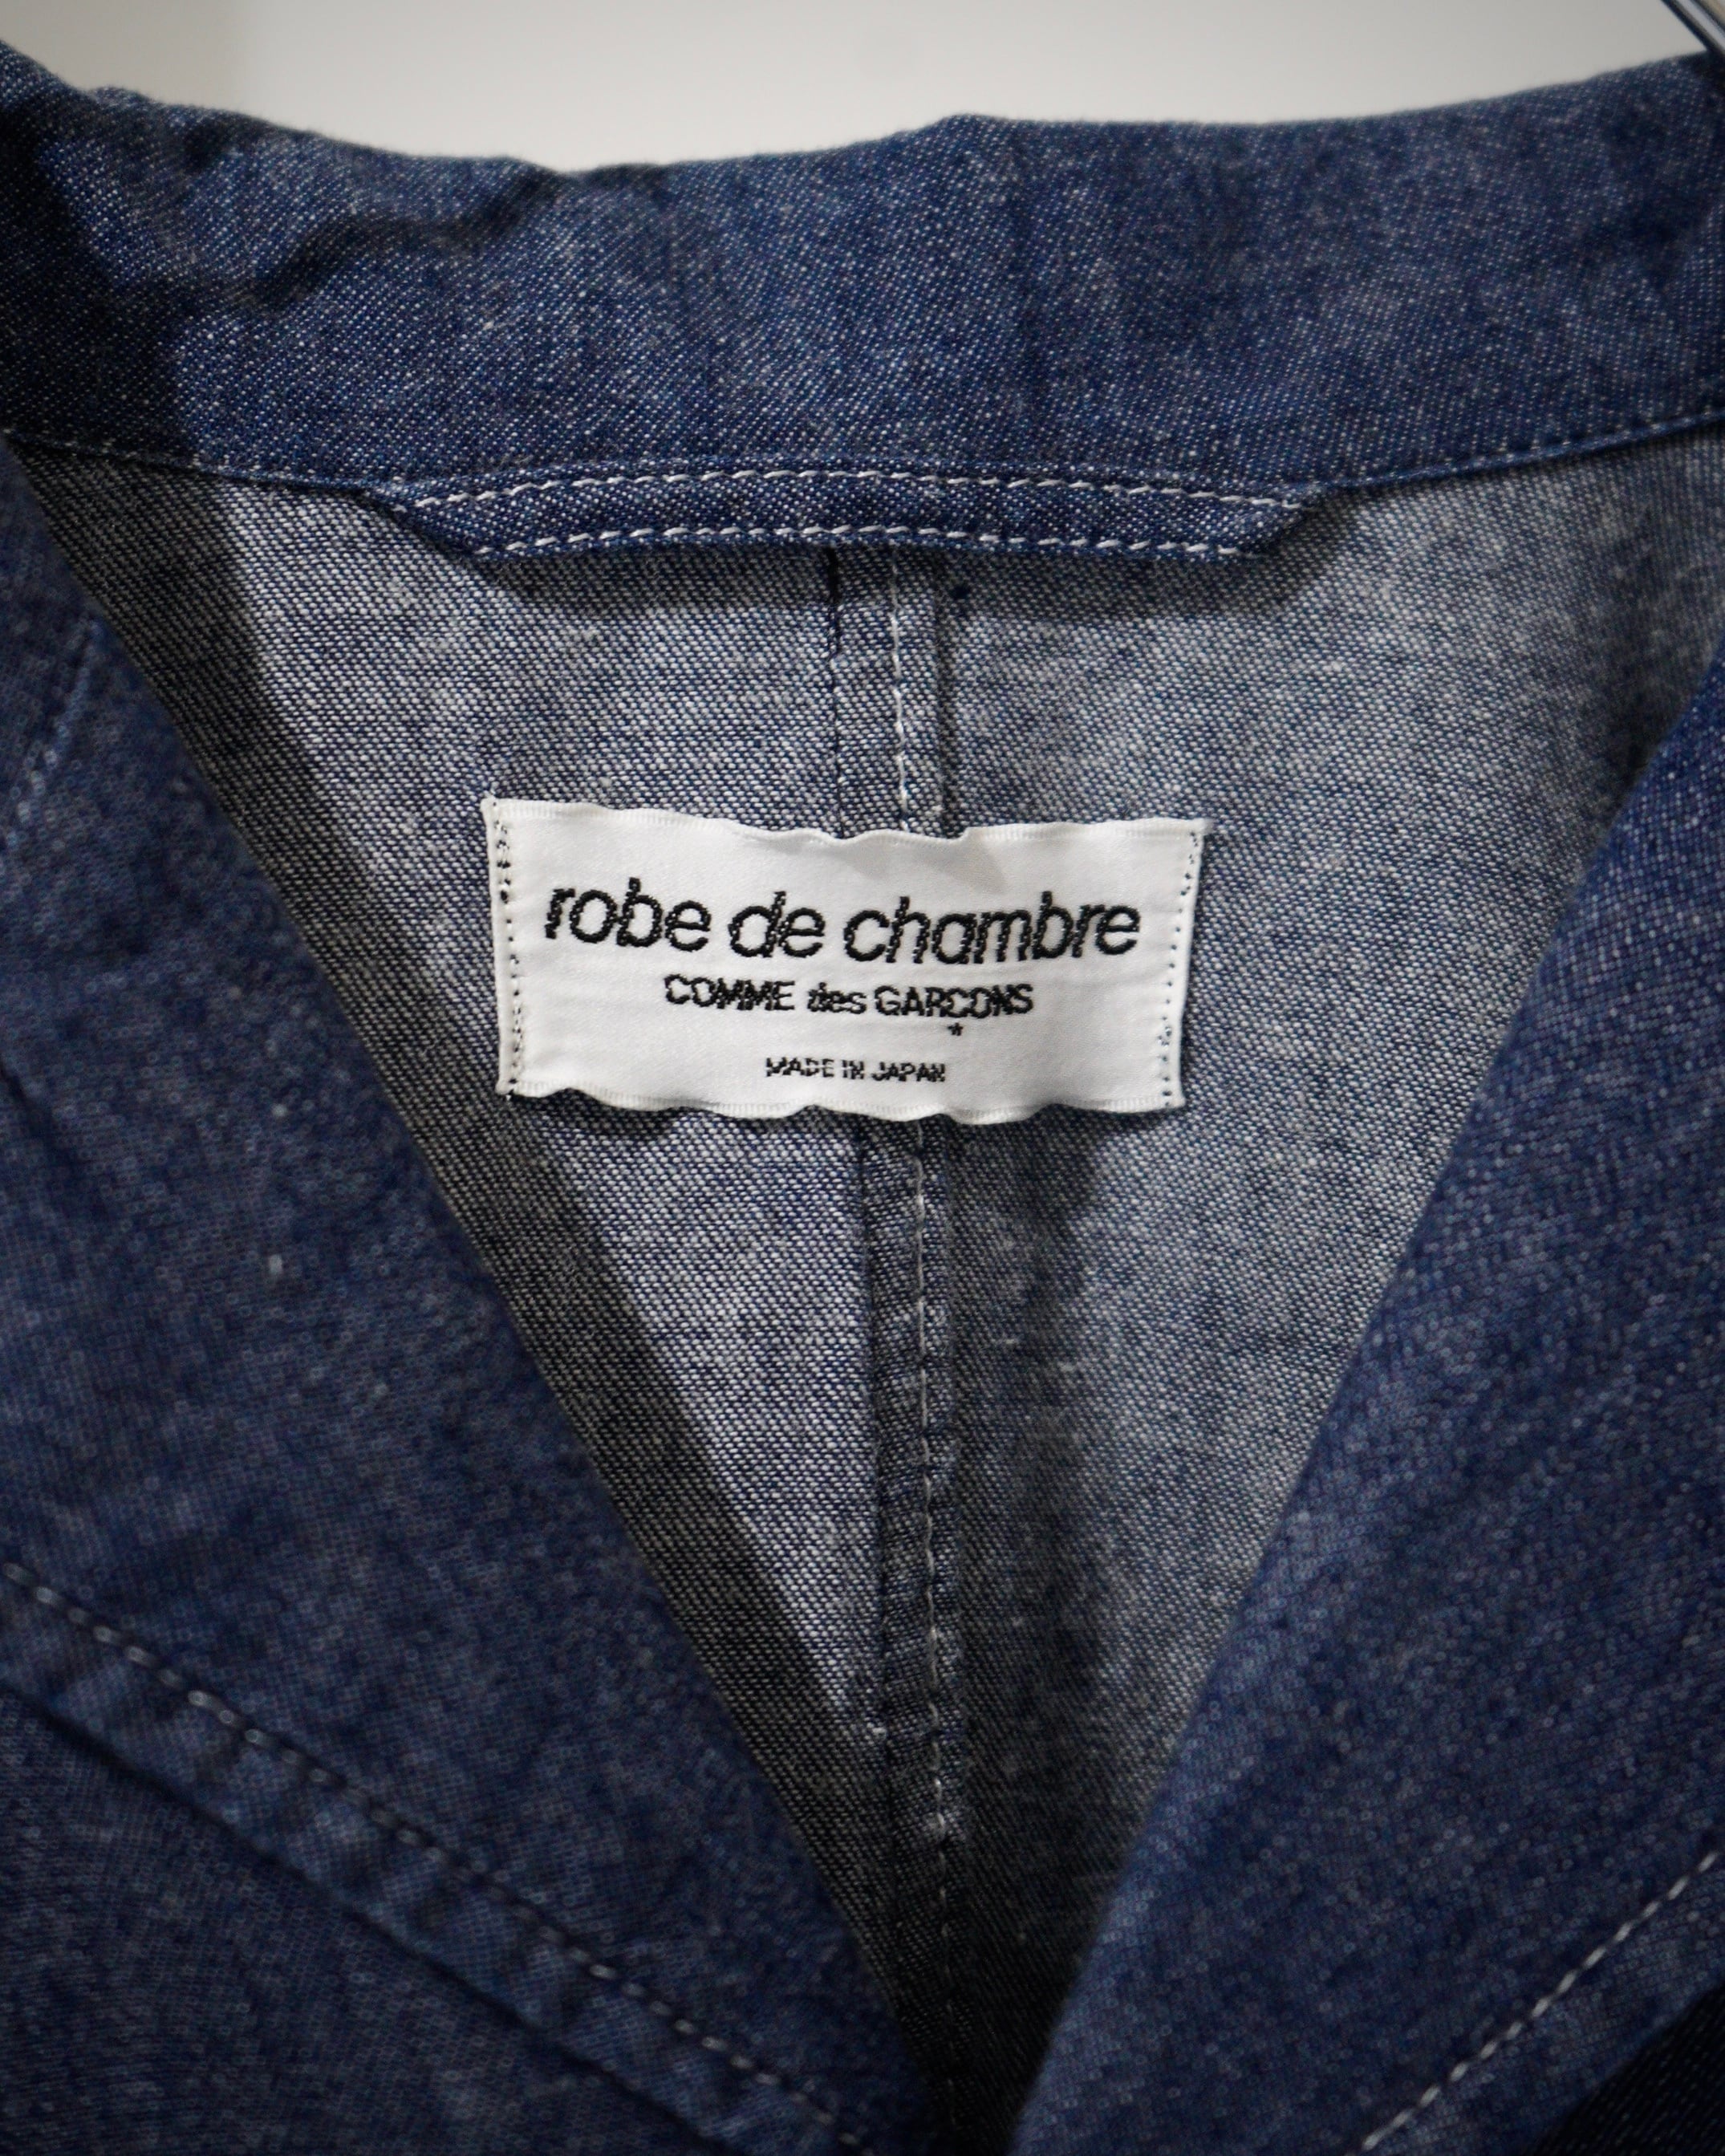 robe de chambre
COMME des GARCONS
*
MADE IN JAPAN